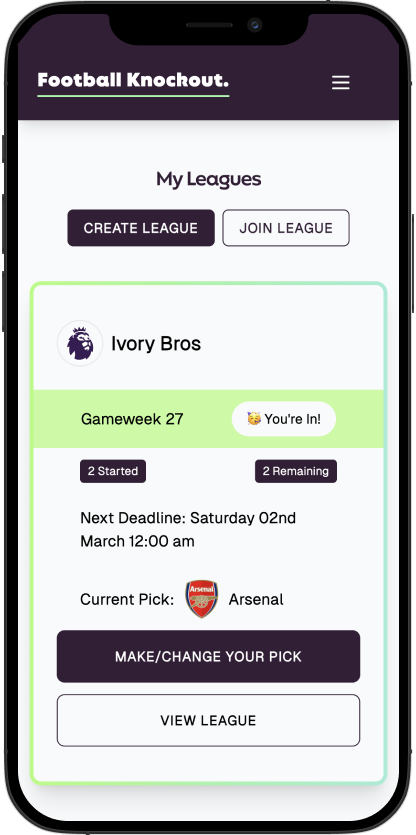 Football Knockout.
My Leagues
CREATE LEAGUE
JOIN LEAGUE
Ivory Bros
Gameweek 27
🥳 You're In!
2 Started
2 Remaining
Next Deadline: Saturday 02nd
March 12:00 am
Current Pick:
Arsenal
Arsenal
MAKE/CHANGE YOUR PICK
VIEW LEAGUE